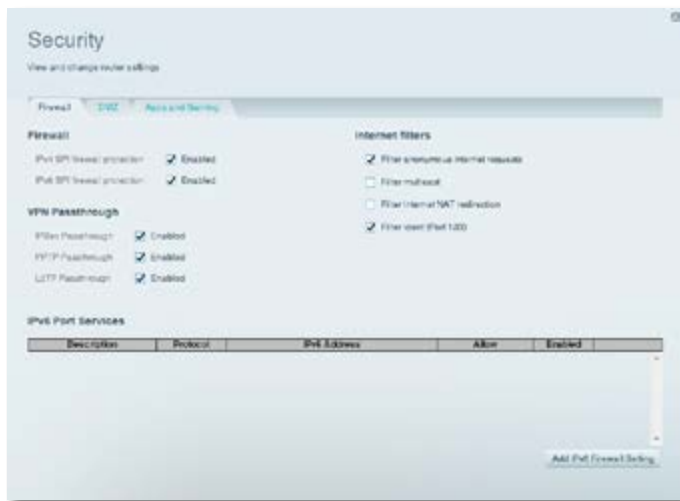 Security
View and change router settings
Firewall DMZ Apps and Gaming
Firewall
IPv4 SPI firewall protection Enabled
IPv6 SPI firewall protection Enabled
VPN Passthrough
IPSec Passthrough Enabled
PPTP Passthrough Enabled
L2TP Passthrough Enabled
Internet filters
Filter anonymous Internet requests
Filter multicast
Filter Internet NAT redirection
Filter ident (Port 113)
IPv6 Port Services
Description Protocol IPv6 Address Allow Enabled
Add IPv6 Firewall Setting